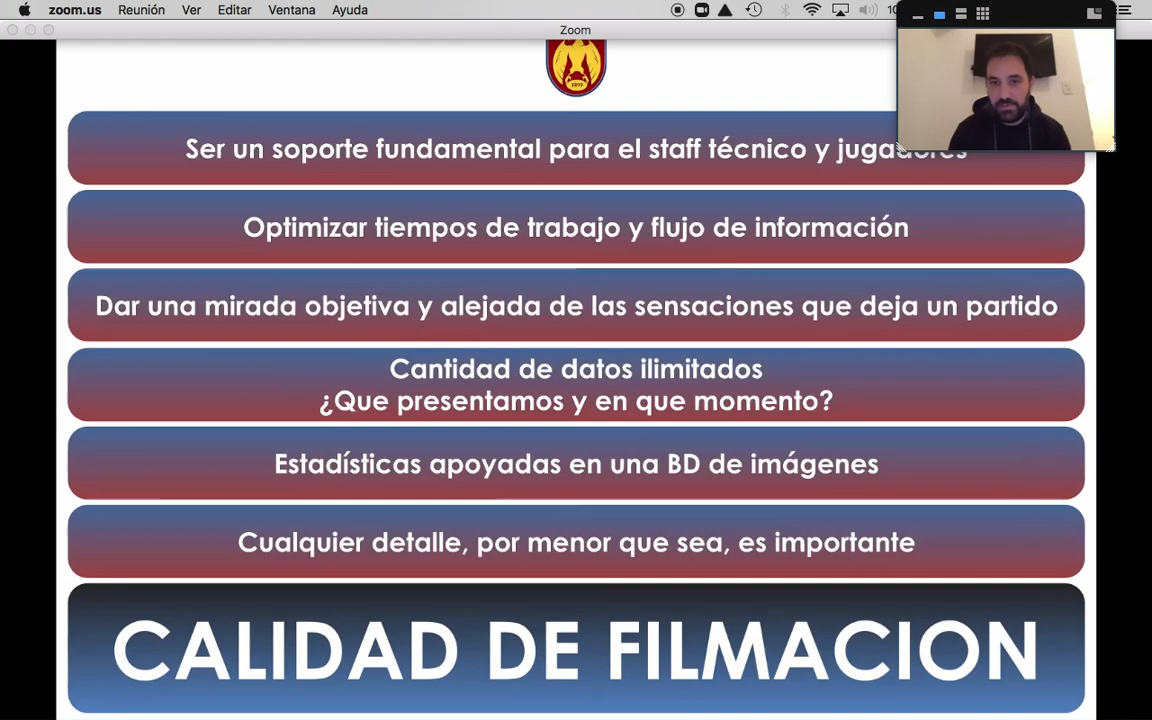 zoom.us Reunión Ver Editar Ventana Ayuda
Zoom
1899
Ser un soporte fundamental para el staff técnico y jugadores
Optimizar tiempos de trabajo y flujo de información
Dar una mirada objetiva y alejada de las sensaciones que deja un partido
Cantidad de datos ilimitados
¿Que presentamos y en que momento?
Estadísticas apoyadas en una BD de imágenes
Cualquier detalle, por menor que sea, es importante
CALIDAD DE FILMACION